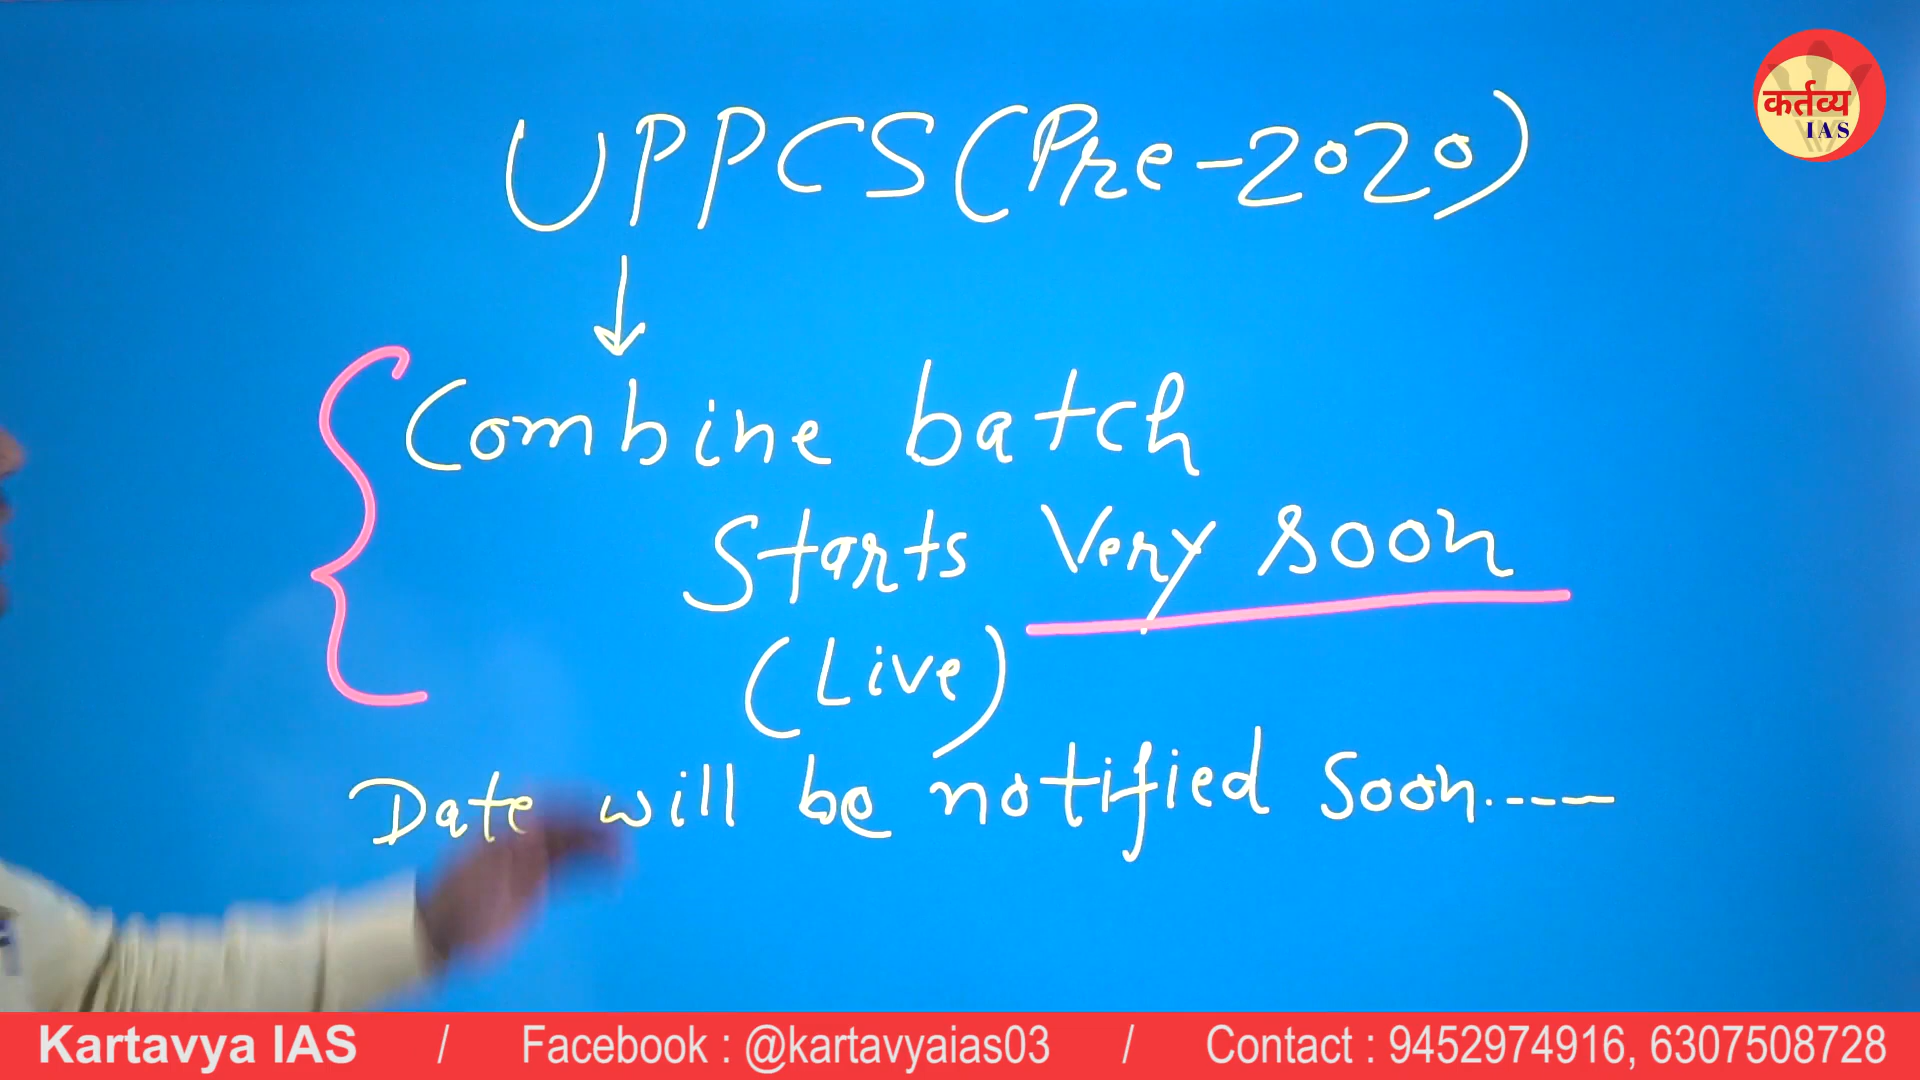 कर्तव्य
IAS
UPPCS (Pre-2020)
Combine batch
Starts Very soon
(Live)
Date will be notified Soon.----
Kartavya IAS / Facebook : @kartavyaias03 / Contact : 9452974916, 6307508728